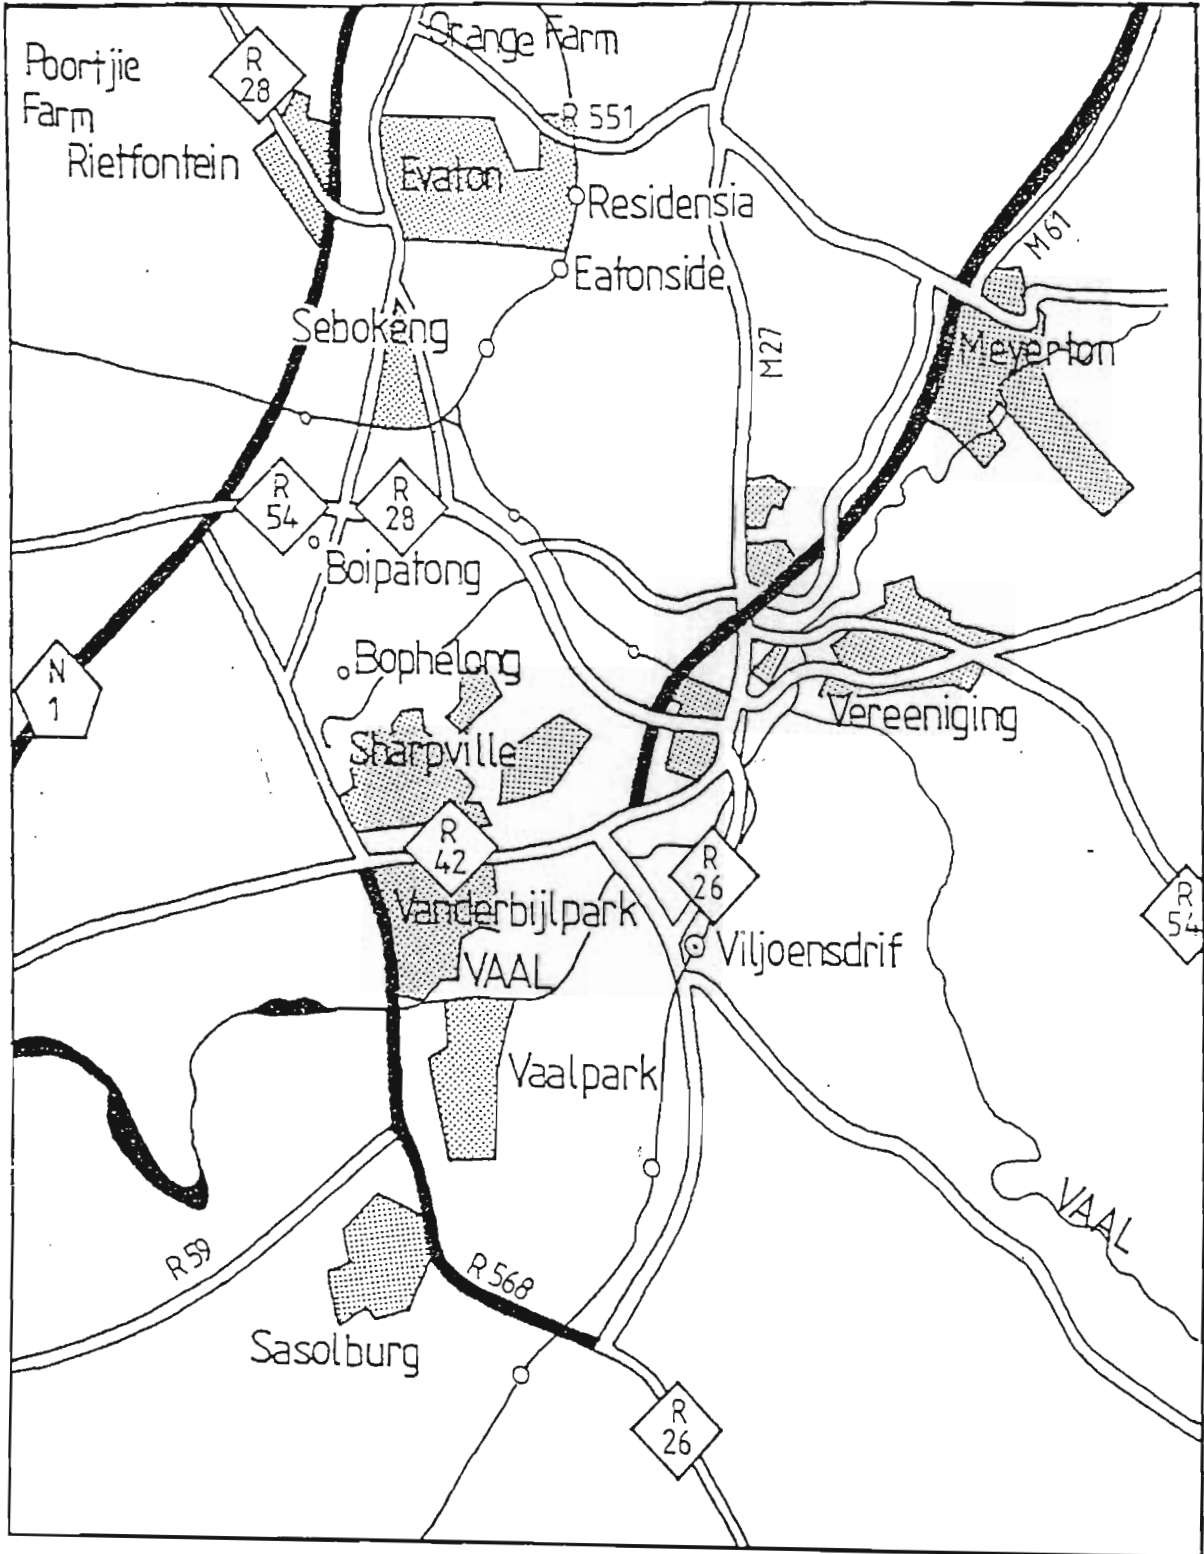 Orange Farm
Poortjie
Farm
R
28
R 551
Rietfontein
Evaton
Residensia
M 61
Eatonside
Sebokeng
M27
Meyerton
R
54
R
28
Boipatong
Bophelong
N
1
Vereeniging
Sharpville
R
42
R
26
R
54
Vanderbijlpark
Viljoensdrif
VAAL
Vaalpark
VAAL
R 59
R 568
Sasolburg
R
26